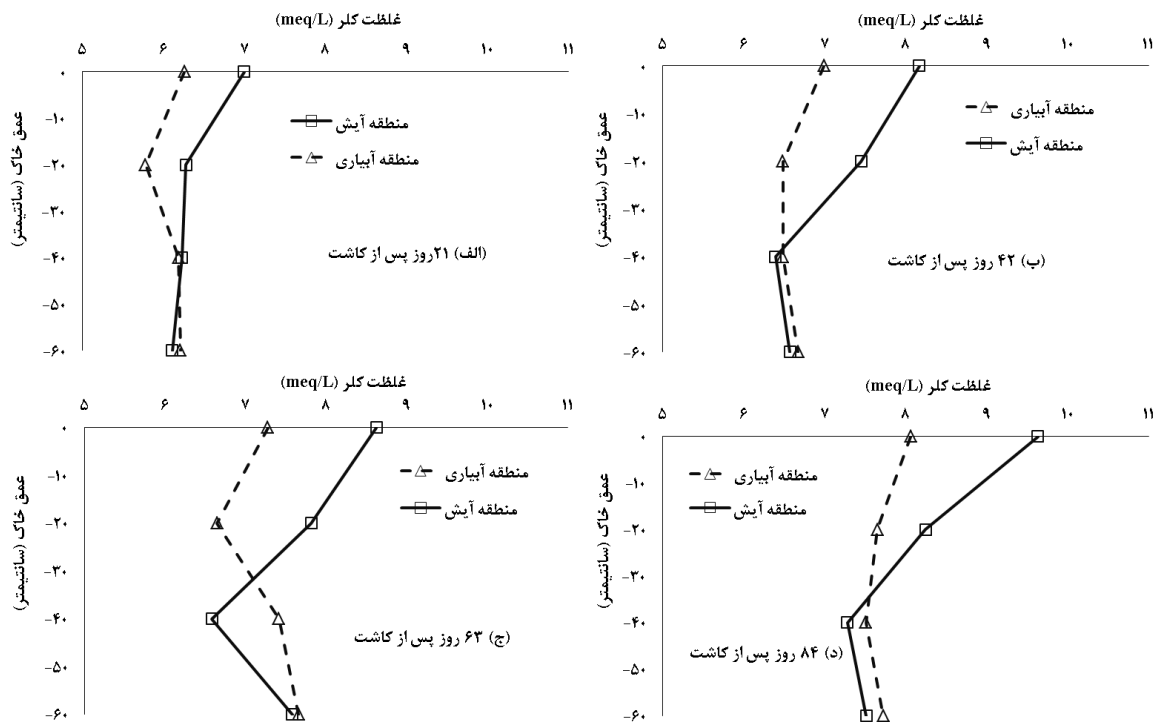 غلظت کلر (meq/L)
۵ ۶ ۷ ۸ ۹ ۱۰ ۱۱
عمق خاک (سانتیمتر)
۰
-۱۰
-۲۰
-۳۰
-۴۰
-۵۰
-۶۰
منطقه آیش
منطقه آبیاری
(الف) ۲۱روز پس از کاشت
غلظت کلر (meq/L)
۵ ۶ ۷ ۸ ۹ ۱۰ ۱۱
عمق خاک (سانتیمتر)
۰
-۱۰
-۲۰
-۳۰
-۴۰
-۵۰
-۶۰
منطقه آبیاری
منطقه آیش
(ب) ۴۲ روز پس از کاشت
غلظت کلر (meq/L)
۵ ۶ ۷ ۸ ۹ ۱۰ ۱۱
عمق خاک (سانتیمتر)
۰
-۱۰
-۲۰
-۳۰
-۴۰
-۵۰
-۶۰
منطقه آبیاری
منطقه آیش
(ج) ۶۳ روز پس از کاشت
غلظت کلر (meq/L)
۵ ۶ ۷ ۸ ۹ ۱۰ ۱۱
عمق خاک (سانتیمتر)
۰
-۱۰
-۲۰
-۳۰
-۴۰
-۵۰
-۶۰
منطقه آبیاری
منطقه آیش
(د) ۸۴ روز پس از کاشت